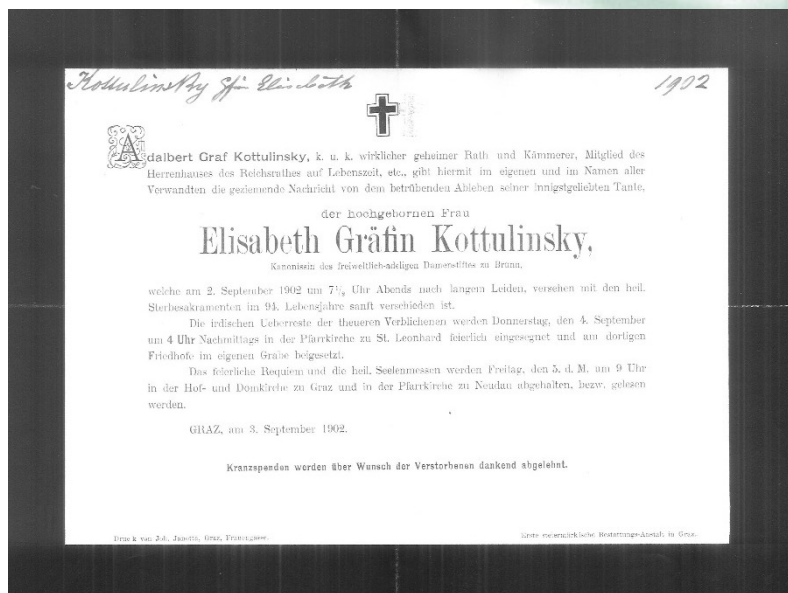 Kottulinsky Gfin Elisabeth 1902
Adalbert Graf Kottulinsky, k. u. k. wirklicher geheimer Rath und Kämmerer, Mitglied des
Herrenhauses des Reichsrathes auf Lebenszeit, etc., gibt hiermit im eigenen und im Namen aller
Verwandten die geziemende Nachricht von dem betrübenden Ableben seiner innigstgeliebten Tante,
der hochgebornen Frau
Elisabeth Gräfin Kottulinsky,
Kanonissin des freiweltlich-adeligen Damenstiftes zu Brünn,
welche am 2. September 1902 um 7½ Uhr Abends nach langem Leiden, versehen mit den heil.
Sterbesakramenten im 94. Lebensjahre sanft verschieden ist.
Die irdischen Ueberreste der theueren Verblichenen werden Donnerstag, den 4. September
um 4 Uhr Nachmittags in der Pfarrkirche zu St. Leonhard feierlich eingesegnet und am dortigen
Friedhofe im eigenen Grabe beigesetzt.
Das feierliche Requiem und die heil. Seelenmessen werden Freitag, den 5. d. M. um 9 Uhr
in der Hof- und Domkirche zu Graz und in der Pfarrkirche zu Neudau abgehalten, bezw. gelesen
werden.
GRAZ, am 3. September 1902.
Kranzspenden werden über Wunsch der Verstorbenen dankend abgelehnt.
Druck von Joh. Janotta, Graz, Frauengasse. Erste steiermärkische Bestattungs-Anstalt in Graz.